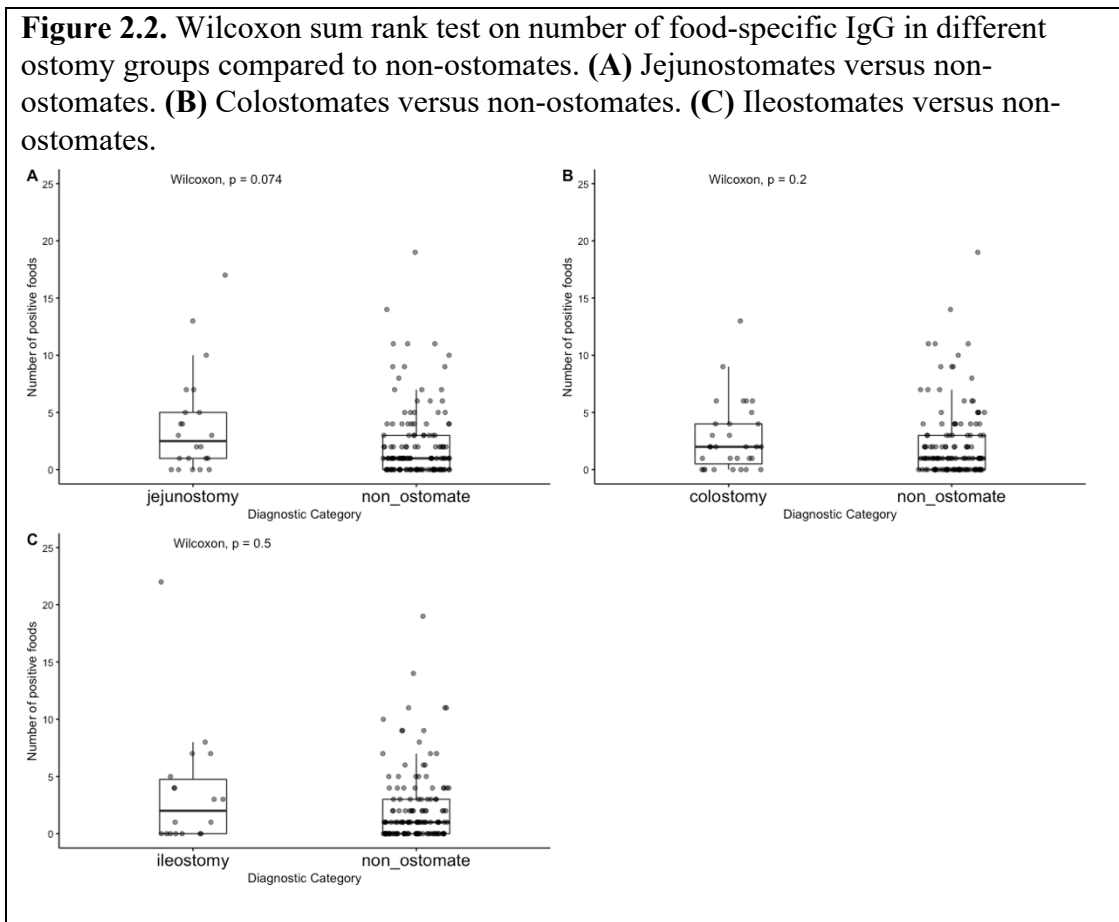 Figure 2.2. Wilcoxon sum rank test on number of food-specific IgG in different
ostomy groups compared to non-ostomates. (A) Jejunostomates versus non-
ostomates. (B) Colostomates versus non-ostomates. (C) Ileostomates versus non-
ostomates.
A
Wilcoxon, p = 0.074
25
20
15
10
5
0
Number of positive foods
jejunostomy non_ostomate
Diagnostic Category
B
Wilcoxon, p = 0.2
25
20
15
10
5
0
Number of positive foods
colostomy non_ostomate
Diagnostic Category
C
Wilcoxon, p = 0.5
25
20
15
10
5
0
Number of positive foods
ileostomy non_ostomate
Diagnostic Category